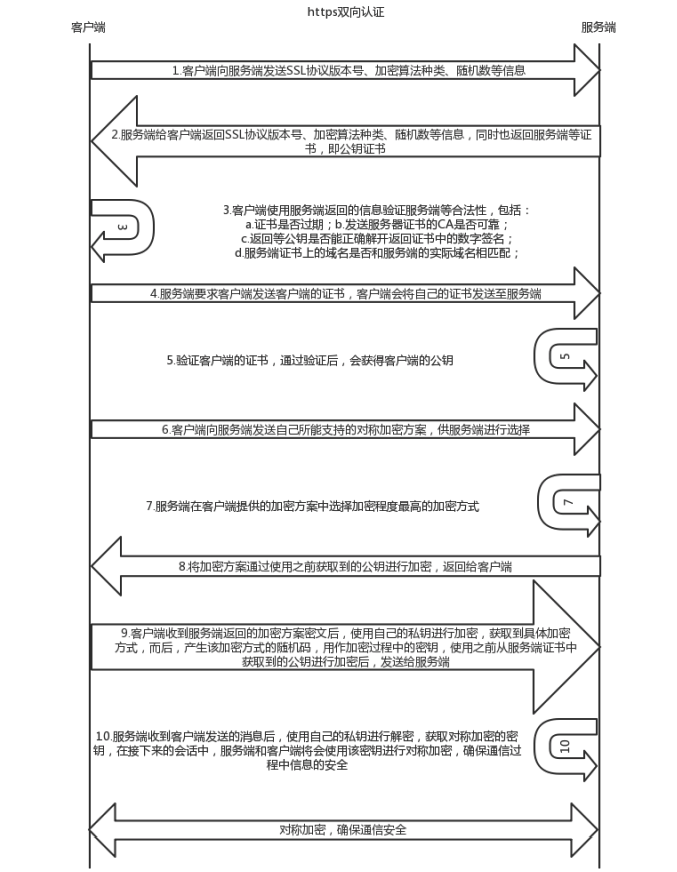 https双向认证
客户端
服务端
1.客户端向服务端发送SSL协议版本号、加密算法种类、随机数等信息
2.服务端给客户端返回SSL协议版本号、加密算法种类、随机数等信息，同时也返回服务端等证
书，即公钥证书
3
3.客户端使用服务端返回的信息验证服务端等合法性，包括：
a.证书是否过期；b.发送服务器证书的CA是否可靠；
c.返回等公钥是否能正确解开返回证书中的数字签名；
d.服务端证书上的域名是否和服务端的实际域名相匹配；
4.服务端要求客户端发送客户端的证书，客户端会将自己的证书发送至服务端
5.验证客户端的证书，通过验证后，会获得客户端的公钥
5
6.客户端向服务端发送自己所能支持的对称加密方案，供服务端进行选择
7.服务端在客户端提供的加密方案中选择加密程度最高的加密方式
7
8.将加密方案通过使用之前获取到的公钥进行加密，返回给客户端
9.客户端收到服务端返回的加密方案密文后，使用自己的私钥进行加密，获取到具体加密
方式，而后，产生该加密方式的随机码，用作加密过程中的密钥，使用之前从服务端证书中
获取到的公钥进行加密后，发送给服务端
10.服务端收到客户端发送的消息后，使用自己的私钥进行解密，获取对称加密的密
钥，在接下来的会话中，服务端和客户端将会使用该密钥进行对称加密，确保通信过
程中信息的安全
10
对称加密，确保通信安全